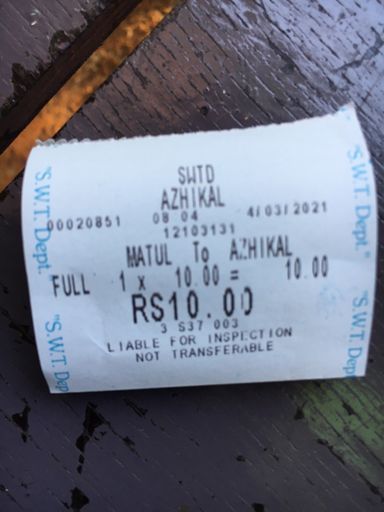 SWTD
AZHIKAL
00020851 08 04 4/03/2021
12103131
MATUL To AZHIKAL
FULL 1 x 10.00 = 10.00
RS10.00
3 S37 003
LIABLE FOR INSPECTION
NOT TRANSFERABLE
"S.W.T. Dept."
"S.W.T. Dep
S.W.T. Dept."
"S.W.T. Dept.